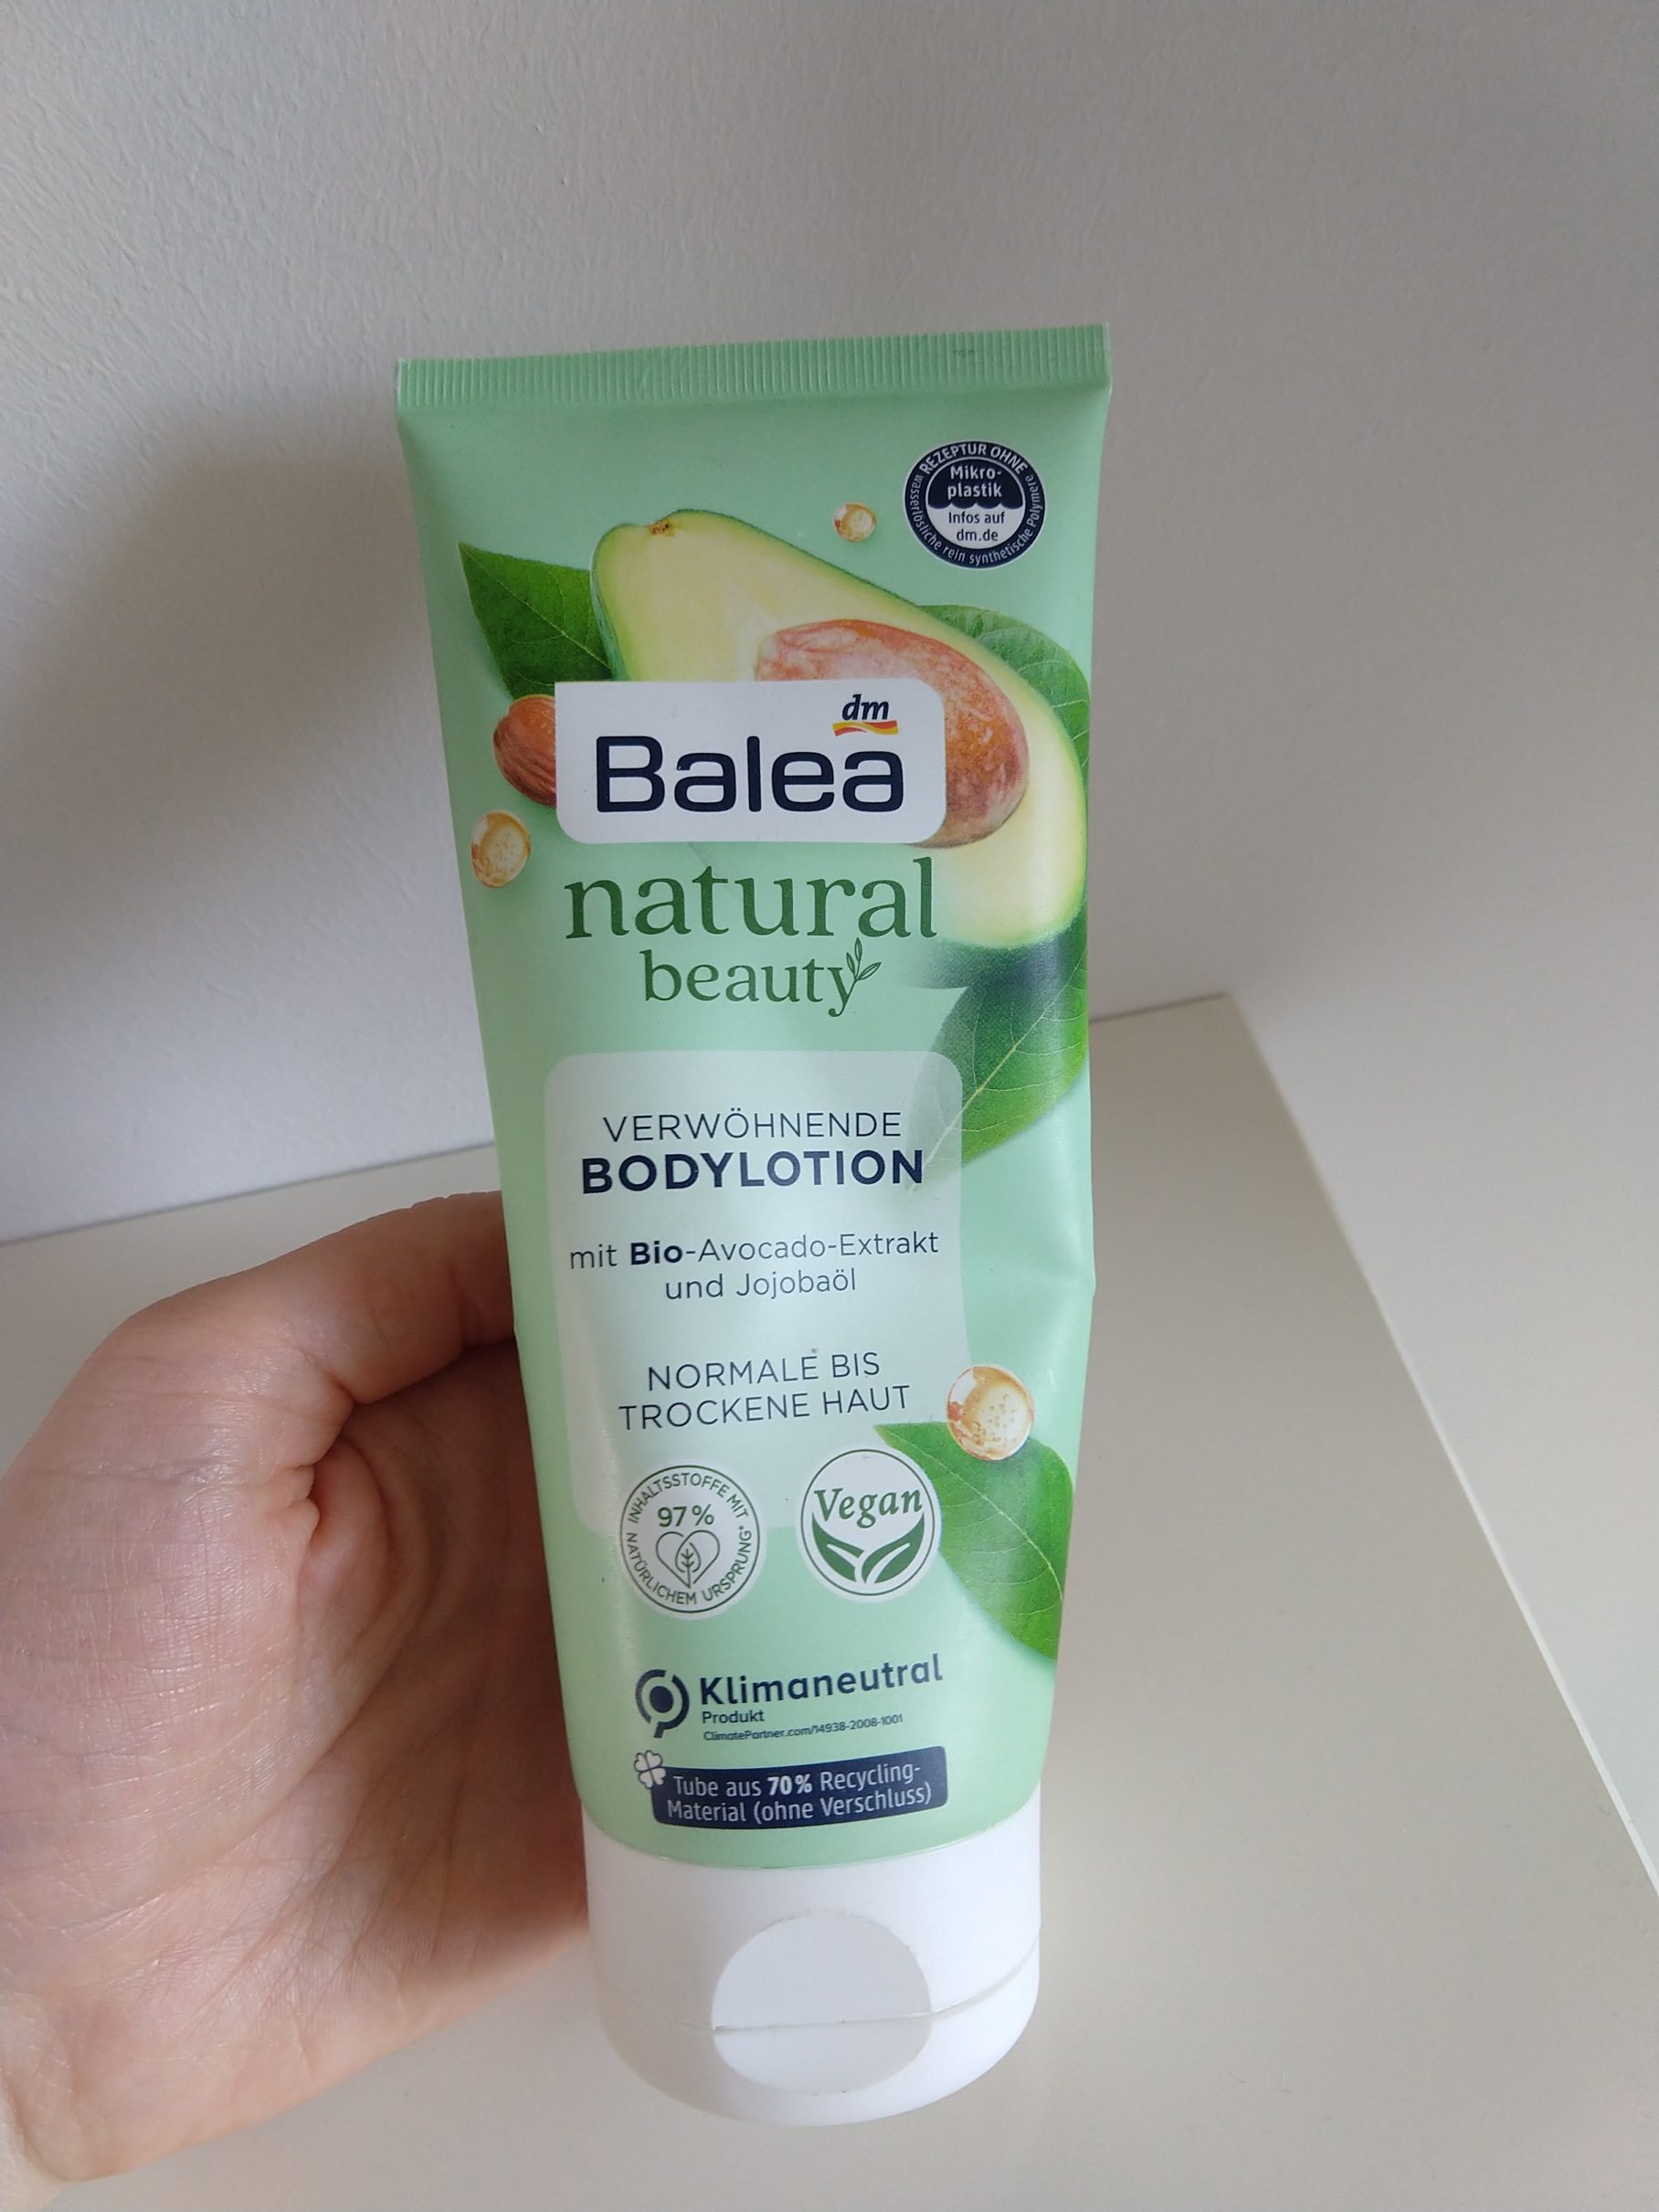 REZEPTUR OHNE
Mikro-
plastik
Infos auf
dm.de
wasserlösliche rein synthetische Polymere
dm
Balea
natural
beauty
VERWÖHNENDE
BODYLOTION
mit Bio-Avocado-Extrakt
und Jojobaöl
NORMALE BIS
TROCKENE HAUT
97%
INHALTSSTOFFE MIT
NATÜRLICHEM URSPRUNG*
Vegan
Klimaneutral
Produkt
ClimatePartner.com/14938-2008-1001
Tube aus 70% Recycling-
Material (ohne Verschluss)